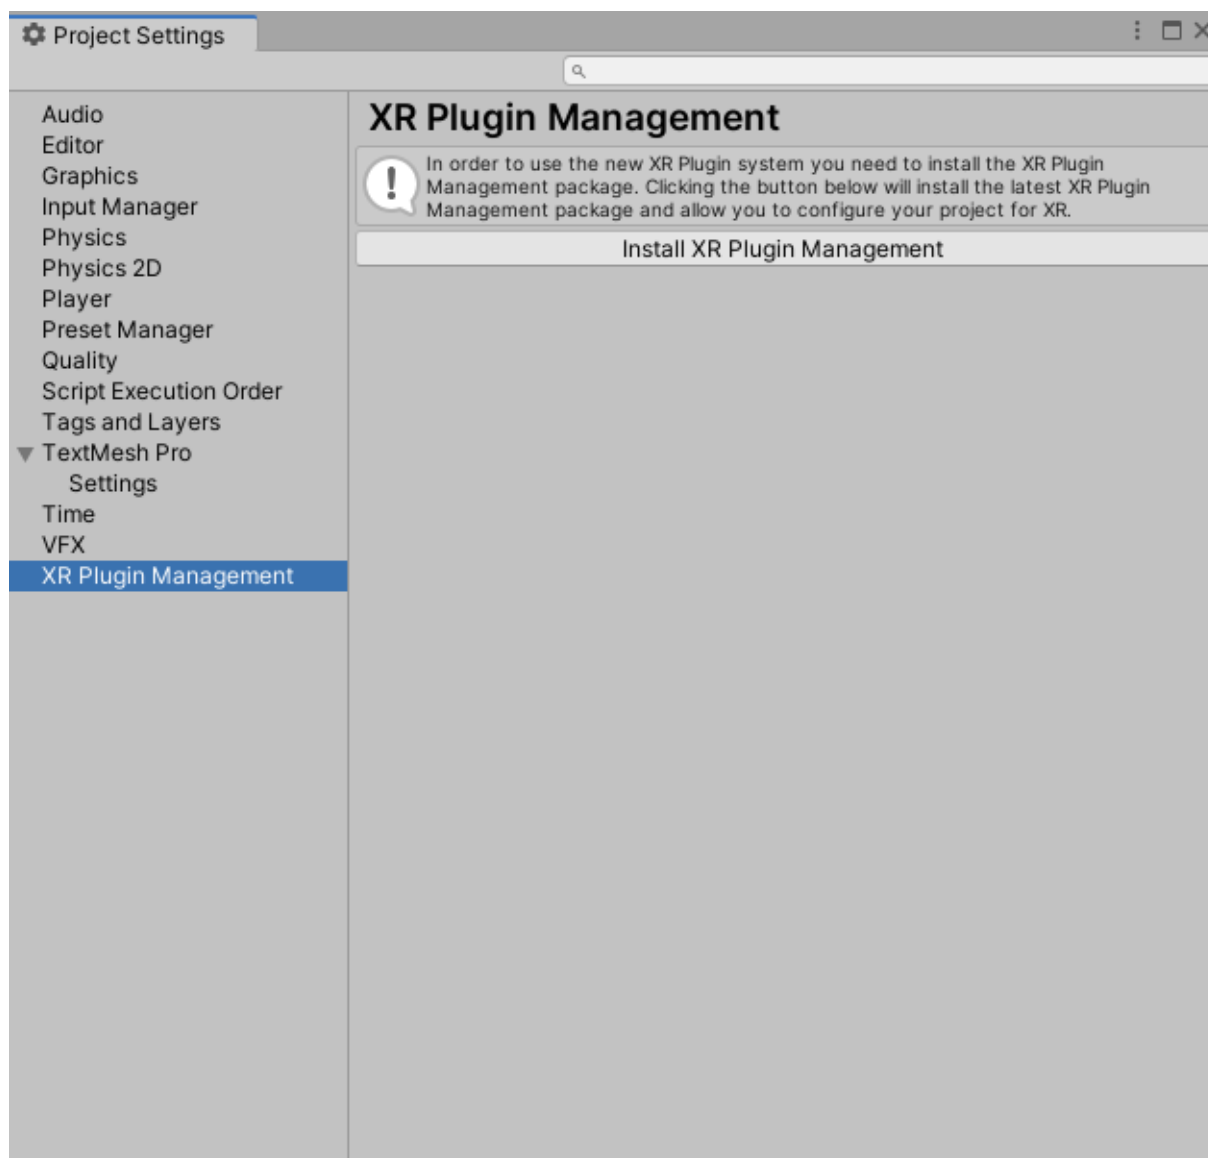 Project Settings
Audio
Editor
Graphics
Input Manager
Physics
Physics 2D
Player
Preset Manager
Quality
Script Execution Order
Tags and Layers
TextMesh Pro
Settings
Time
VFX
XR Plugin Management
XR Plugin Management
In order to use the new XR Plugin system you need to install the XR Plugin
Management package. Clicking the button below will install the latest XR Plugin
Management package and allow you to configure your project for XR.
Install XR Plugin Management